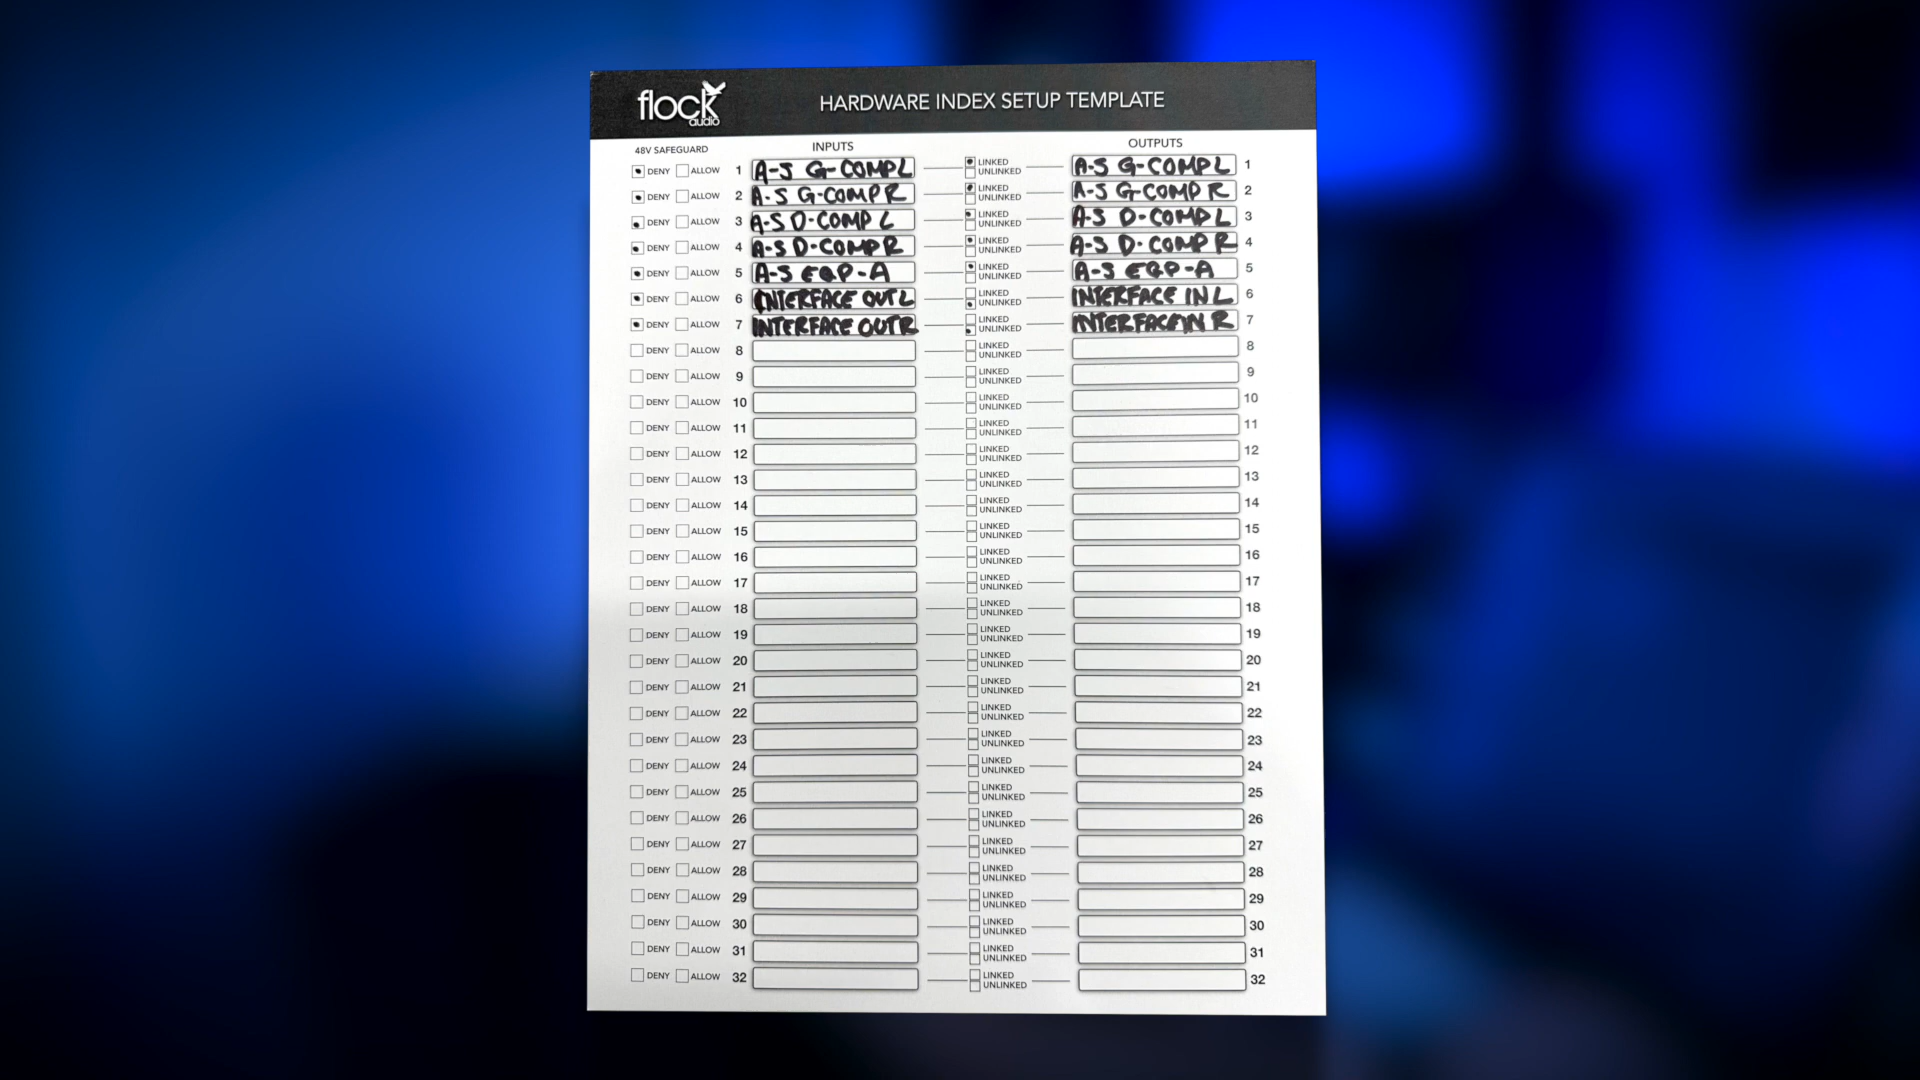 flock audio
HARDWARE INDEX SETUP TEMPLATE
48V SAFEGUARD INPUTS OUTPUTS
DENY ALLOW 1 A-S G-COMP L LINKED UNLINKED A-S G-COMP L 1
DENY ALLOW 2 A-S G-COMP R LINKED UNLINKED A-S G-COMP R 2
DENY ALLOW 3 A-S D-COMP L LINKED UNLINKED A-S D-COMP L 3
DENY ALLOW 4 A-S D-COMP R LINKED UNLINKED A-S D-COMP R 4
DENY ALLOW 5 A-S EQP-A LINKED UNLINKED A-S EQP-A 5
DENY ALLOW 6 INTERFACE OUT L LINKED UNLINKED INTERFACE IN L 6
DENY ALLOW 7 INTERFACE OUT R LINKED UNLINKED INTERFACE IN R 7
DENY ALLOW 8 LINKED UNLINKED 8
DENY ALLOW 9 LINKED UNLINKED 9
DENY ALLOW 10 LINKED UNLINKED 10
DENY ALLOW 11 LINKED UNLINKED 11
DENY ALLOW 12 LINKED UNLINKED 12
DENY ALLOW 13 LINKED UNLINKED 13
DENY ALLOW 14 LINKED UNLINKED 14
DENY ALLOW 15 LINKED UNLINKED 15
DENY ALLOW 16 LINKED UNLINKED 16
DENY ALLOW 17 LINKED UNLINKED 17
DENY ALLOW 18 LINKED UNLINKED 18
DENY ALLOW 19 LINKED UNLINKED 19
DENY ALLOW 20 LINKED UNLINKED 20
DENY ALLOW 21 LINKED UNLINKED 21
DENY ALLOW 22 LINKED UNLINKED 22
DENY ALLOW 23 LINKED UNLINKED 23
DENY ALLOW 24 LINKED UNLINKED 24
DENY ALLOW 25 LINKED UNLINKED 25
DENY ALLOW 26 LINKED UNLINKED 26
DENY ALLOW 27 LINKED UNLINKED 27
DENY ALLOW 28 LINKED UNLINKED 28
DENY ALLOW 29 LINKED UNLINKED 29
DENY ALLOW 30 LINKED UNLINKED 30
DENY ALLOW 31 LINKED UNLINKED 31
DENY ALLOW 32 LINKED UNLINKED 32